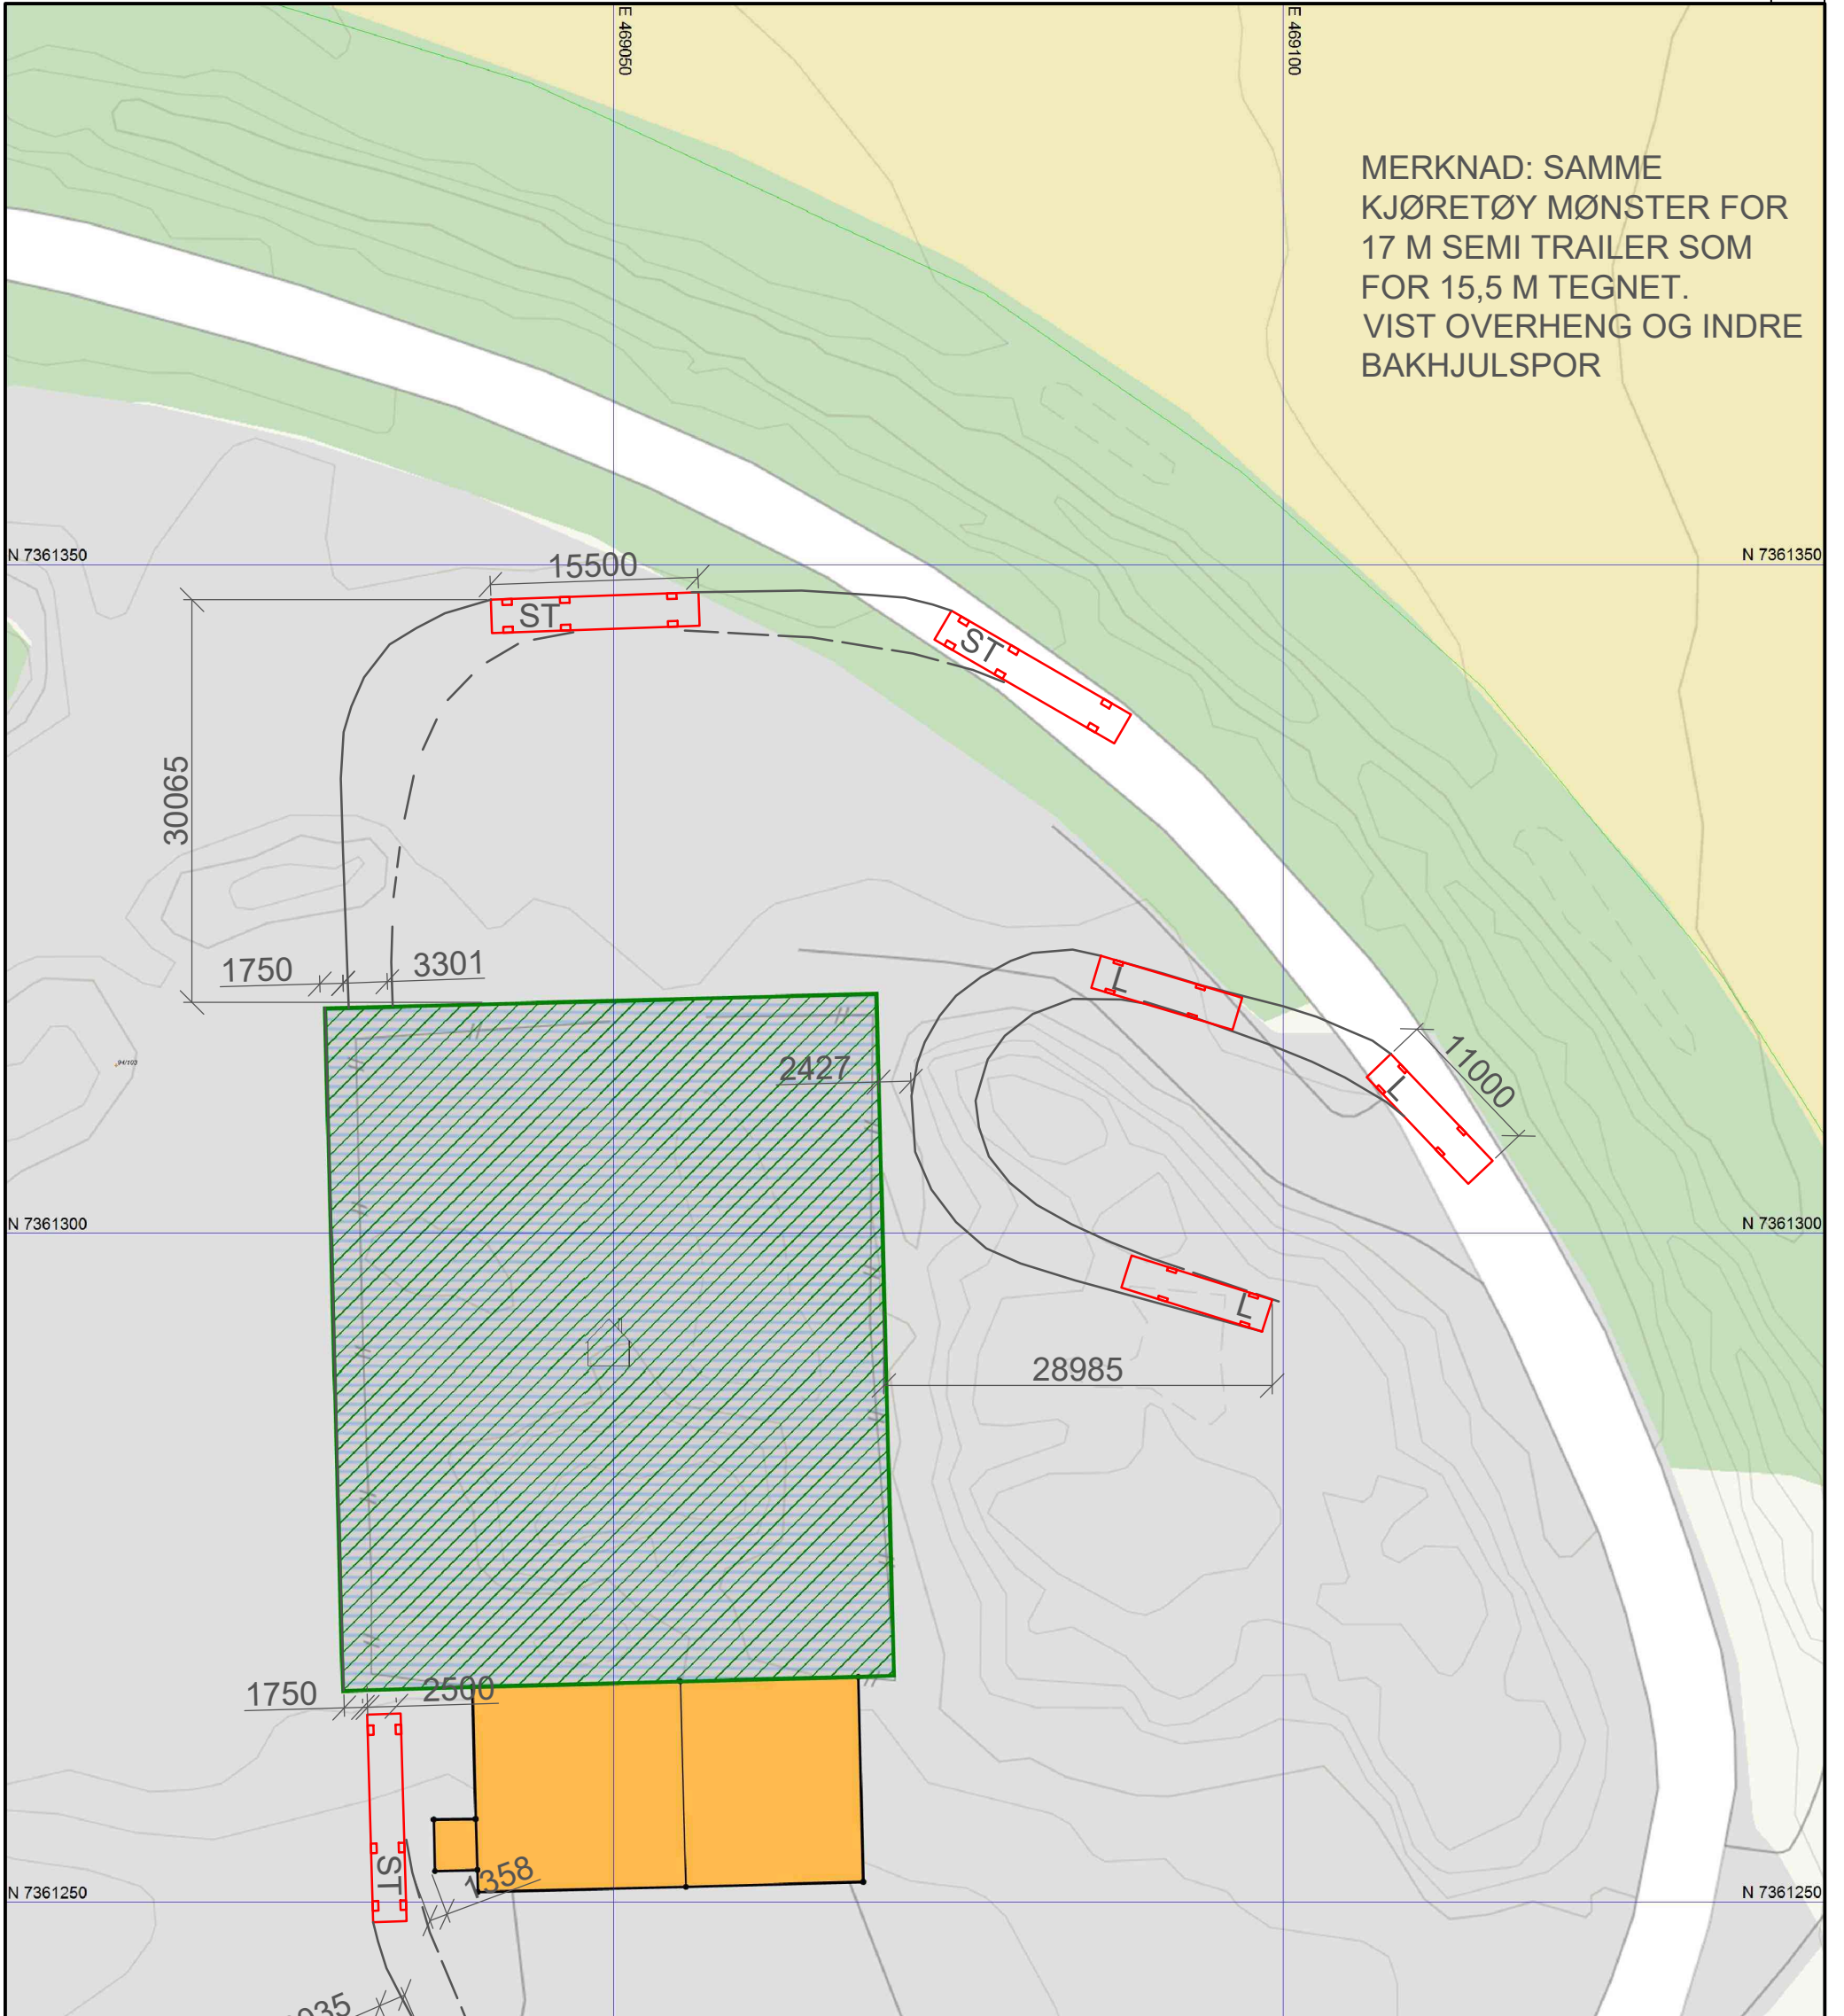 E 469050
E 469100
MERKNAD: SAMME
KJØRETØY MØNSTER FOR
17 M SEMI TRAILER SOM
FOR 15,5 M TEGNET.
VIST OVERHENG OG INDRE
BAKHJULSPOR
N 7361350
N 7361350
15500
ST
ST
30065
1750
3301
L
11000
L
94/103
2427
N 7361300
N 7361300
L
28985
1750
2500
ST
1358
N 7361250
N 7361250